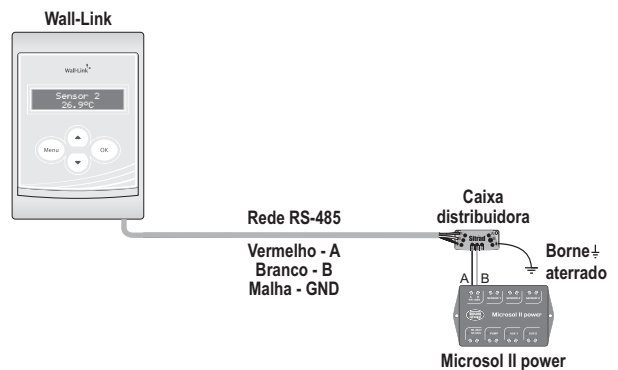 Wall-Link
Wall-Link
Sensor 2
26.9ºC
Menu
OK
Rede RS-485
Vermelho - A
Branco - B
Malha - GND
Caixa
distribuidora
Sitrad
Borne
aterrado
A B
Microsol II power
Microsol II power